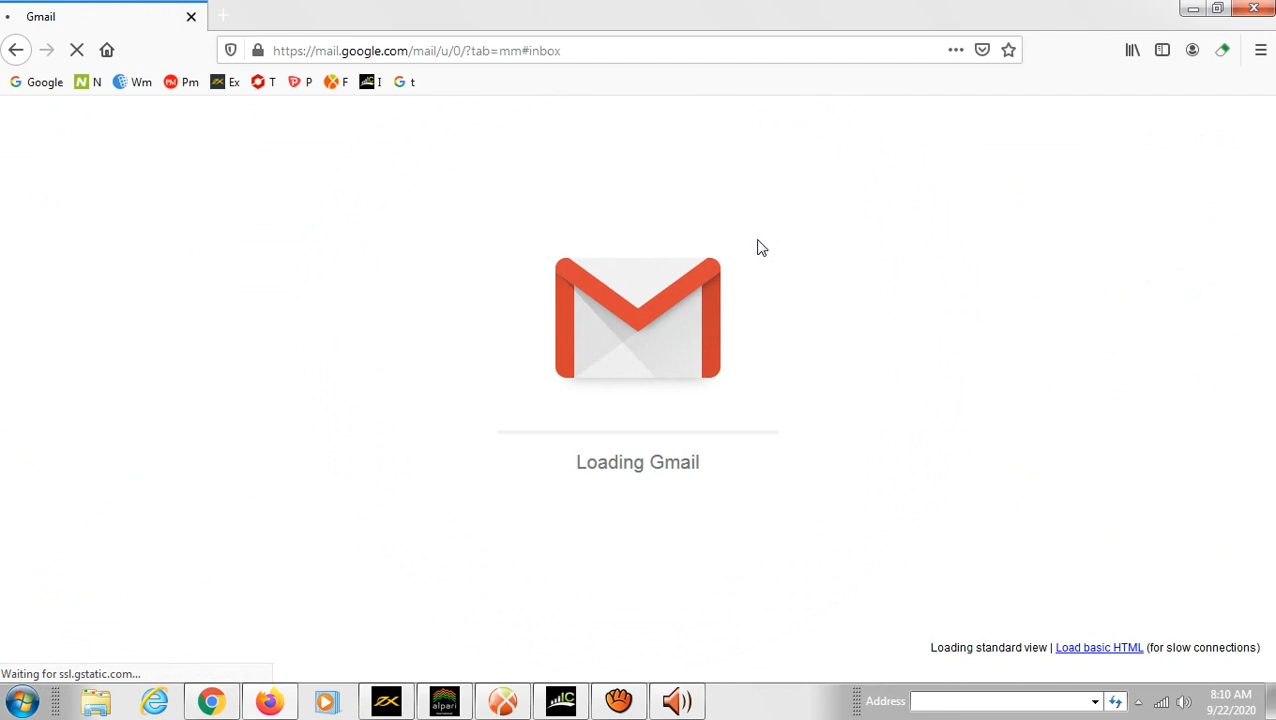 Gmail
https://mail.google.com/mail/u/0/?tab=mm#inbox
Google N Wm Pm Ex T P F I t
Loading Gmail
Loading standard view | Load basic HTML (for slow connections)
Waiting for ssl.gstatic.com...
alpari
Address
8:10 AM
9/22/2020